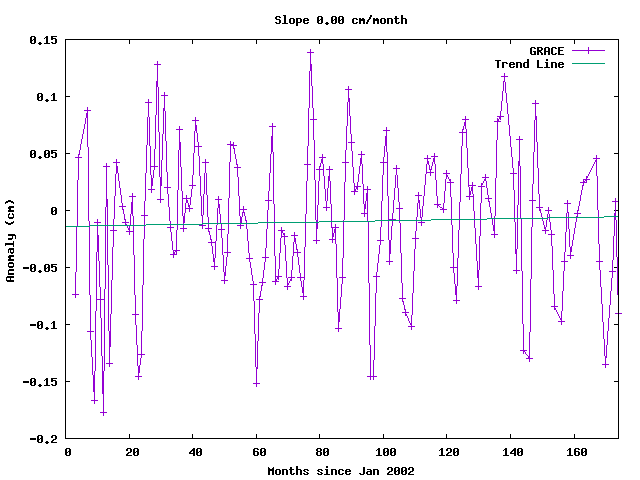 Slope 0.00 cm/month
GRACE
Trend Line
0.15
0.1
0.05
0
-0.05
-0.1
-0.15
-0.2
Anomaly (cm)
0 20 40 60 80 100 120 140 160
Months since Jan 2002